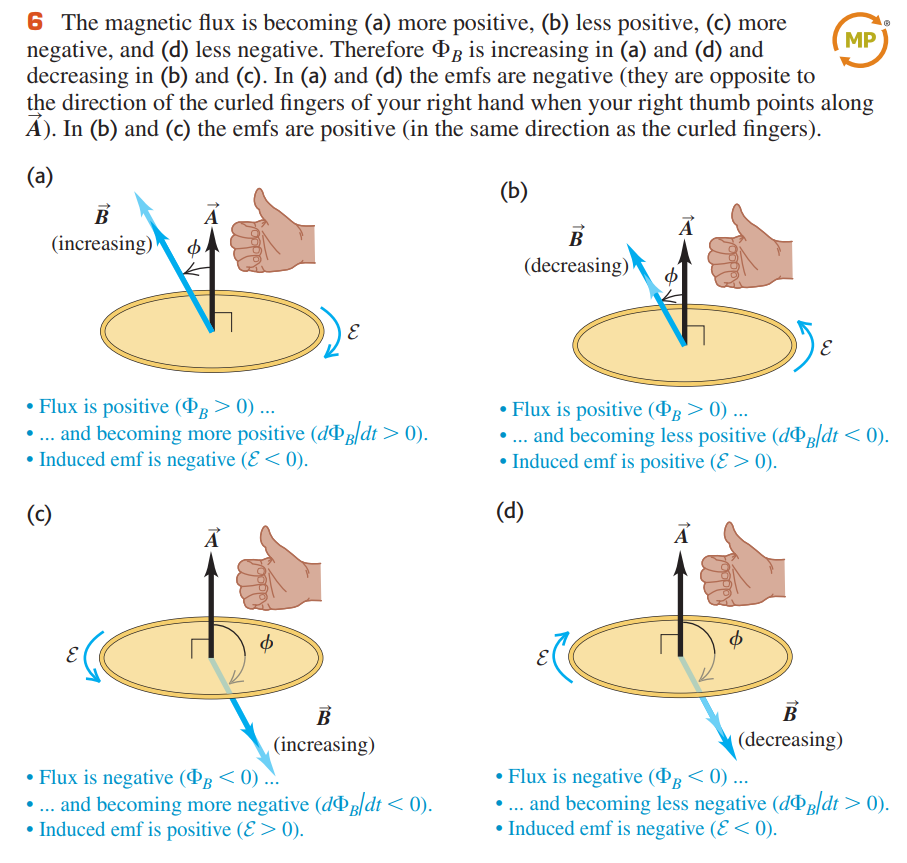 6 The magnetic flux is becoming (a) more positive, (b) less positive, (c) more
negative, and (d) less negative. Therefore Φ_B is increasing in (a) and (d) and
decreasing in (b) and (c). In (a) and (d) the emfs are negative (they are opposite to
the direction of the curled fingers of your right hand when your right thumb points along
A⃗). In (b) and (c) the emfs are positive (in the same direction as the curled fingers).
MP®
(a)
B⃗
(increasing)
A⃗
ϕ
ℰ
• Flux is positive (Φ_B > 0) ...
• ... and becoming more positive (dΦ_B/dt > 0).
• Induced emf is negative (ℰ < 0).
(b)
B⃗
(decreasing)
A⃗
ϕ
ℰ
• Flux is positive (Φ_B > 0) ...
• ... and becoming less positive (dΦ_B/dt < 0).
• Induced emf is positive (ℰ > 0).
(c)
A⃗
ϕ
ℰ
B⃗
(increasing)
• Flux is negative (Φ_B < 0) ...
• ... and becoming more negative (dΦ_B/dt < 0).
• Induced emf is positive (ℰ > 0).
(d)
A⃗
ϕ
ℰ
B⃗
(decreasing)
• Flux is negative (Φ_B < 0) ...
• ... and becoming less negative (dΦ_B/dt > 0).
• Induced emf is negative (ℰ < 0).